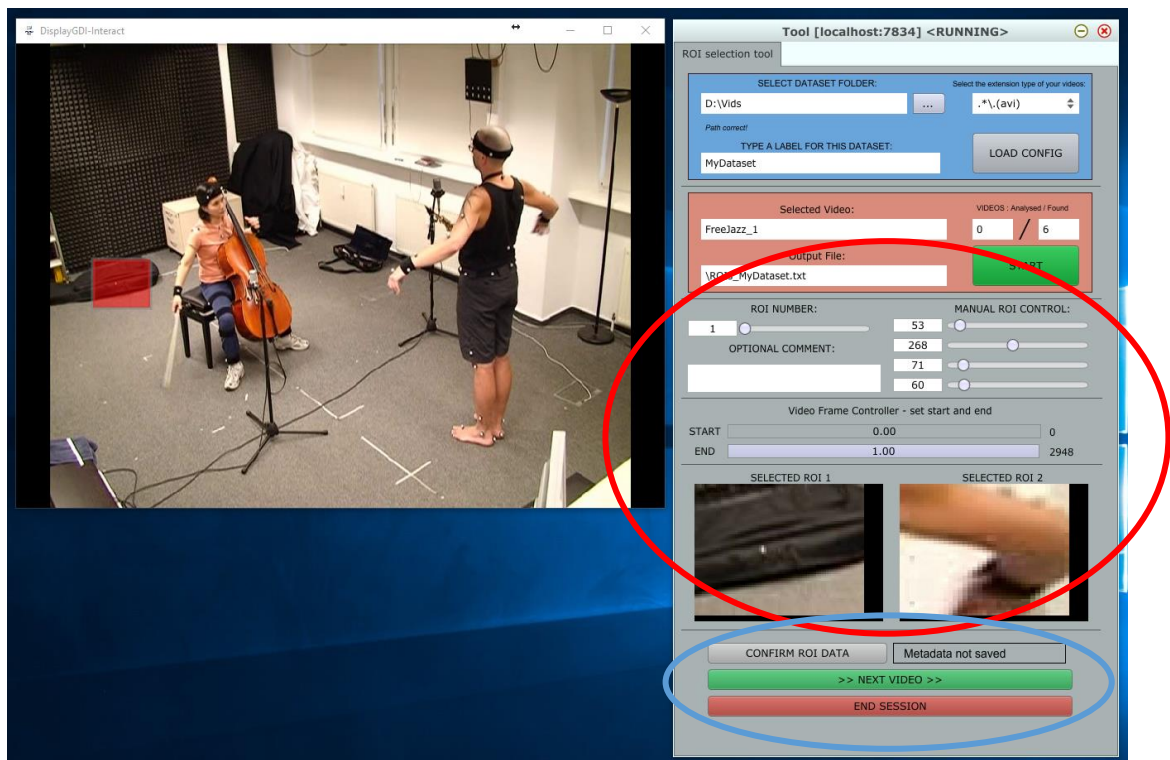 DisplayGDI-Interact
Tool [localhost:7834] <RUNNING>
ROI selection tool
SELECT DATASET FOLDER:
Select the extension type of your videos:
D:\Vids
...
.*\.(avi)
Path correct!
TYPE A LABEL FOR THIS DATASET:
LOAD CONFIG
MyDataset
Selected Video:
VIDEOS : Analysed / Found
FreeJazz_1
0 / 6
Output File:
START
\ROIs_MyDataset.txt
ROI NUMBER:
MANUAL ROI CONTROL:
1
53
268
OPTIONAL COMMENT:
71
60
Video Frame Controller - set start and end
START 0.00 0
END 1.00 2948
SELECTED ROI 1
SELECTED ROI 2
CONFIRM ROI DATA
Metadata not saved
>> NEXT VIDEO >>
END SESSION